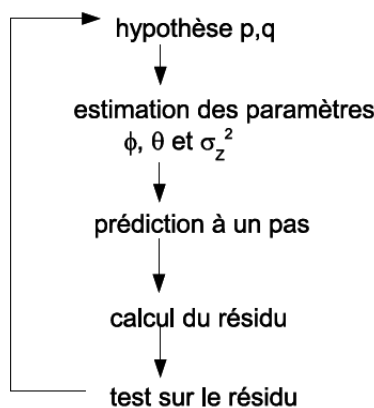 hypothèse p,q
estimation des paramètres
ϕ, θ et σz²
prédiction à un pas
calcul du résidu
test sur le résidu